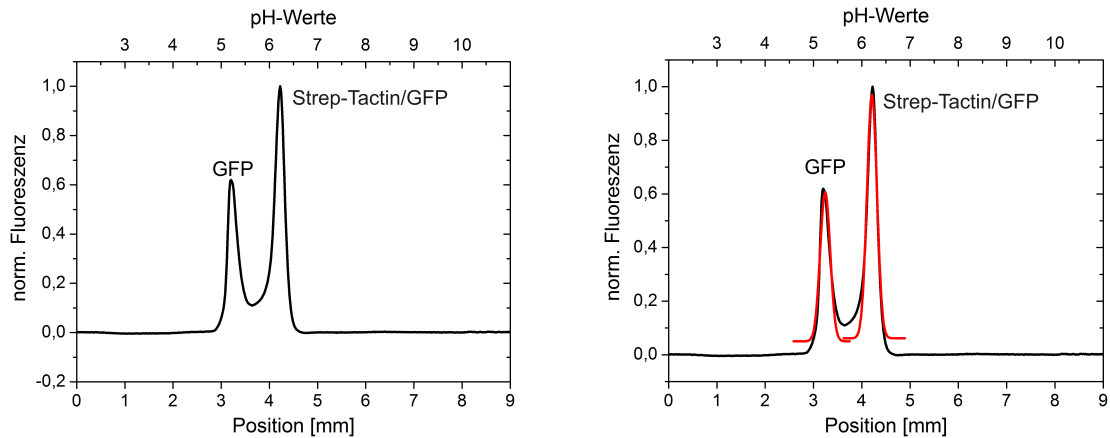 pH-Werte
3 4 5 6 7 8 9 10
1,0
0,8
0,6
0,4
0,2
0,0
-0,2
norm. Fluoreszenz
GFP
Strep-Tactin/GFP
0 1 2 3 4 5 6 7 8 9
Position [mm]
pH-Werte
3 4 5 6 7 8 9 10
1,0
0,8
0,6
0,4
0,2
0,0
norm. Fluoreszenz
GFP
Strep-Tactin/GFP
0 1 2 3 4 5 6 7 8 9
Position [mm]